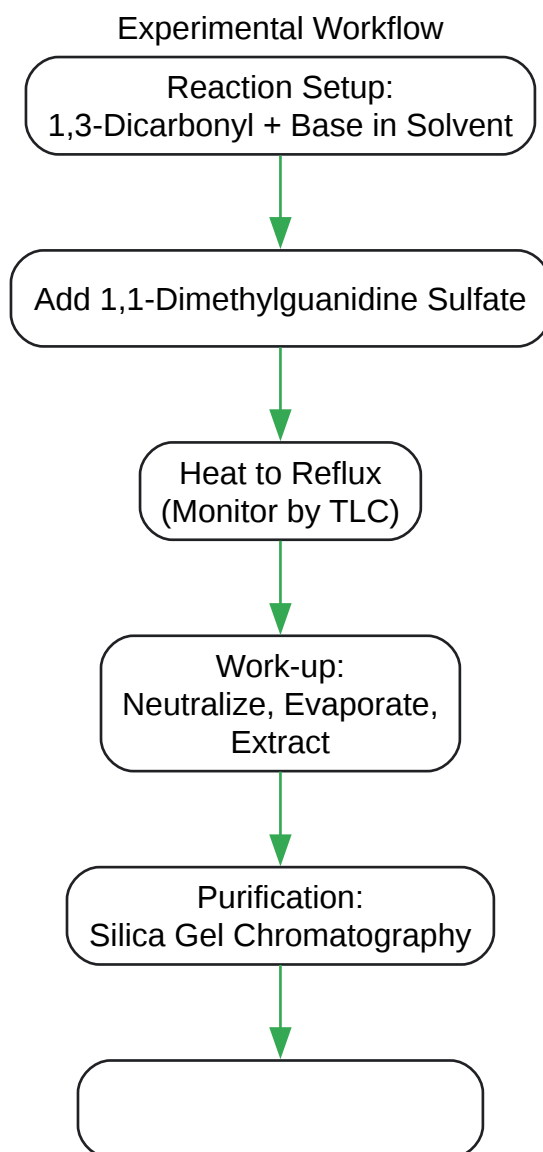 Experimental Workflow
Reaction Setup:
1,3-Dicarbonyl + Base in Solvent
Add 1,1-Dimethylguanidine Sulfate
Heat to Reflux
(Monitor by TLC)
Work-up:
Neutralize, Evaporate,
Extract
Purification:
Silica Gel Chromatography